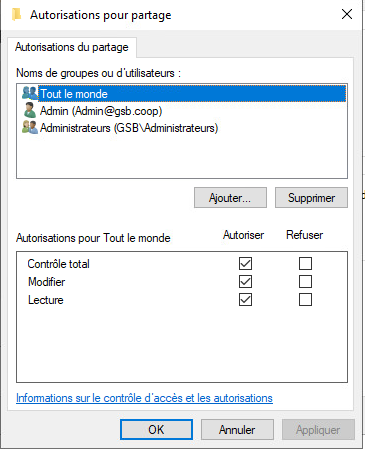 Autorisations pour partage
Autorisations du partage
Noms de groupes ou d'utilisateurs :
Tout le monde
Admin (Admin@gsb.coop)
Administrateurs (GSB\Administrateurs)
Ajouter... Supprimer
Autorisations pour Tout le monde Autoriser Refuser
Contrôle total
Modifier
Lecture
Informations sur le contrôle d'accès et les autorisations
OK Annuler Appliquer